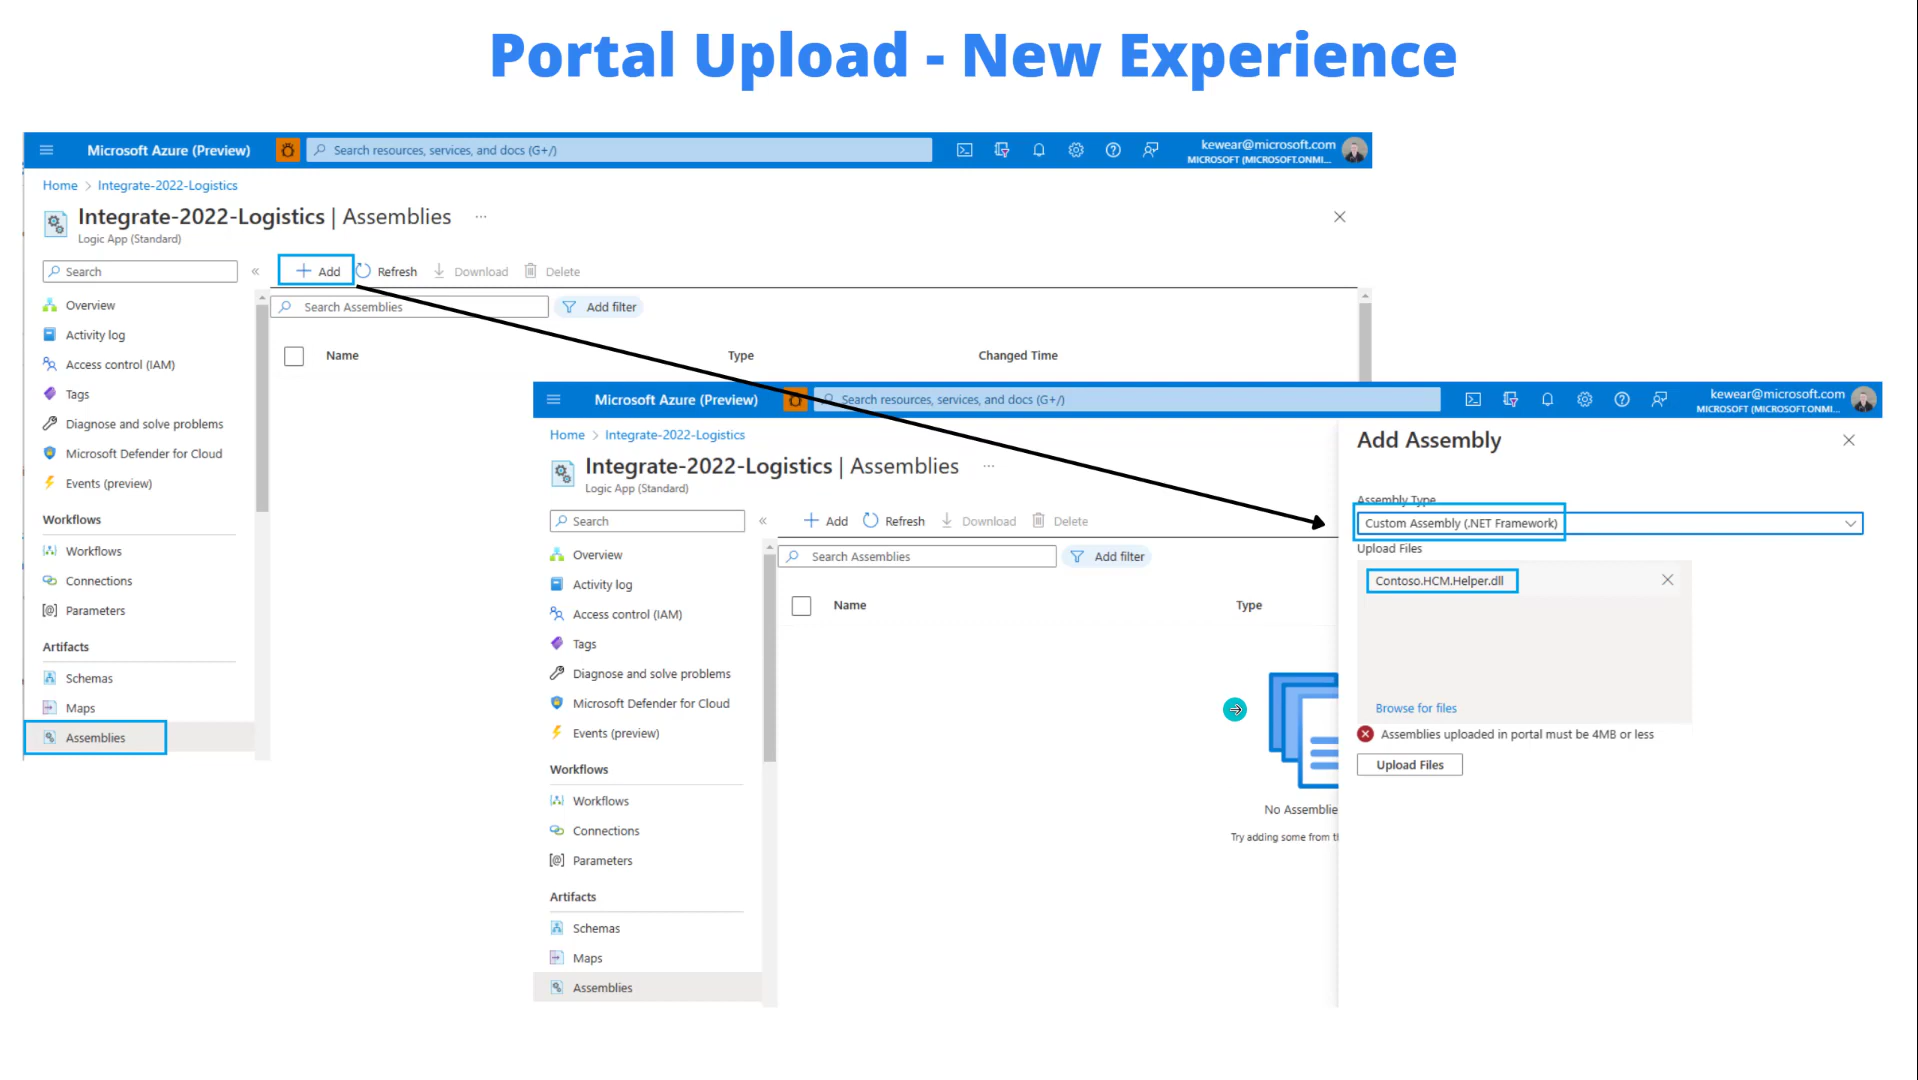 Portal Upload - New Experience
Microsoft Azure (Preview)
Search resources, services, and docs (G+/)
kewear@microsoft.com
MICROSOFT (MICROSOFT.ONMI...
Home > Integrate-2022-Logistics
Integrate-2022-Logistics | Assemblies ...
Logic App (Standard)
Search
Add Refresh Download Delete
Search Assemblies
Add filter
Name Type Changed Time
Overview
Activity log
Access control (IAM)
Tags
Diagnose and solve problems
Microsoft Defender for Cloud
Events (preview)
Workflows
Workflows
Connections
Parameters
Artifacts
Schemas
Maps
Assemblies
Microsoft Azure (Preview)
Search resources, services, and docs (G+/)
kewear@microsoft.com
MICROSOFT (MICROSOFT.ONMI...
Home > Integrate-2022-Logistics
Integrate-2022-Logistics | Assemblies ...
Logic App (Standard)
Search
Add Refresh Download Delete
Search Assemblies
Add filter
Name Type
Overview
Activity log
Access control (IAM)
Tags
Diagnose and solve problems
Microsoft Defender for Cloud
Events (preview)
Workflows
Workflows
Connections
Parameters
Artifacts
Schemas
Maps
Assemblies
No Assemblie
Try adding some from
Add Assembly
Assembly Type
Custom Assembly (.NET Framework)
Upload Files
Contoso.HCM.Helper.dll
Browse for files
Assemblies uploaded in portal must be 4MB or less
Upload Files